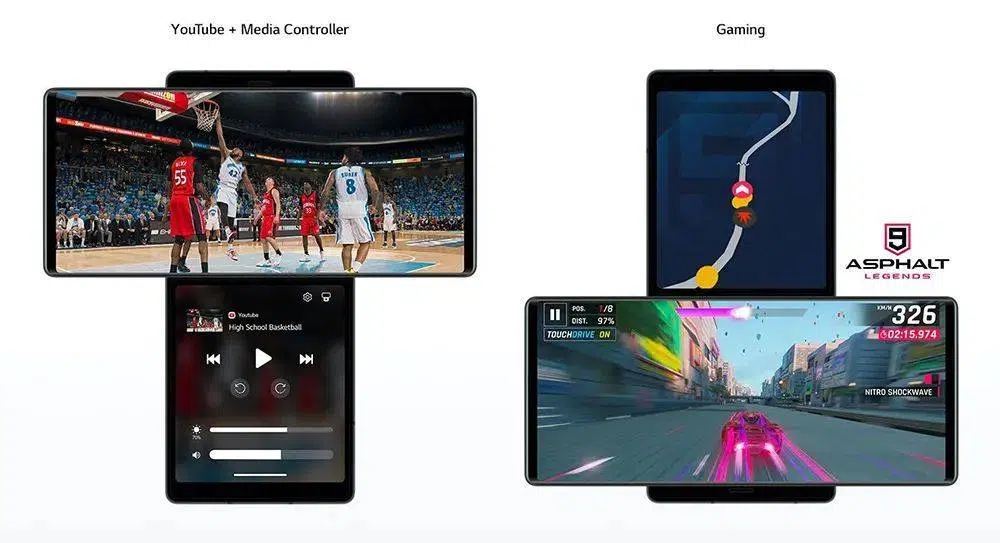 YouTube + Media Controller
Gaming
55
42
33
8
Youtube
High School Basketball
70%
9
ASPHALT
LEGENDS
POS. 1/8
DIST. 97%
TOUCHDRIVE ON
KM/H 326
02:15.974
NITRO SHOCKWAVE